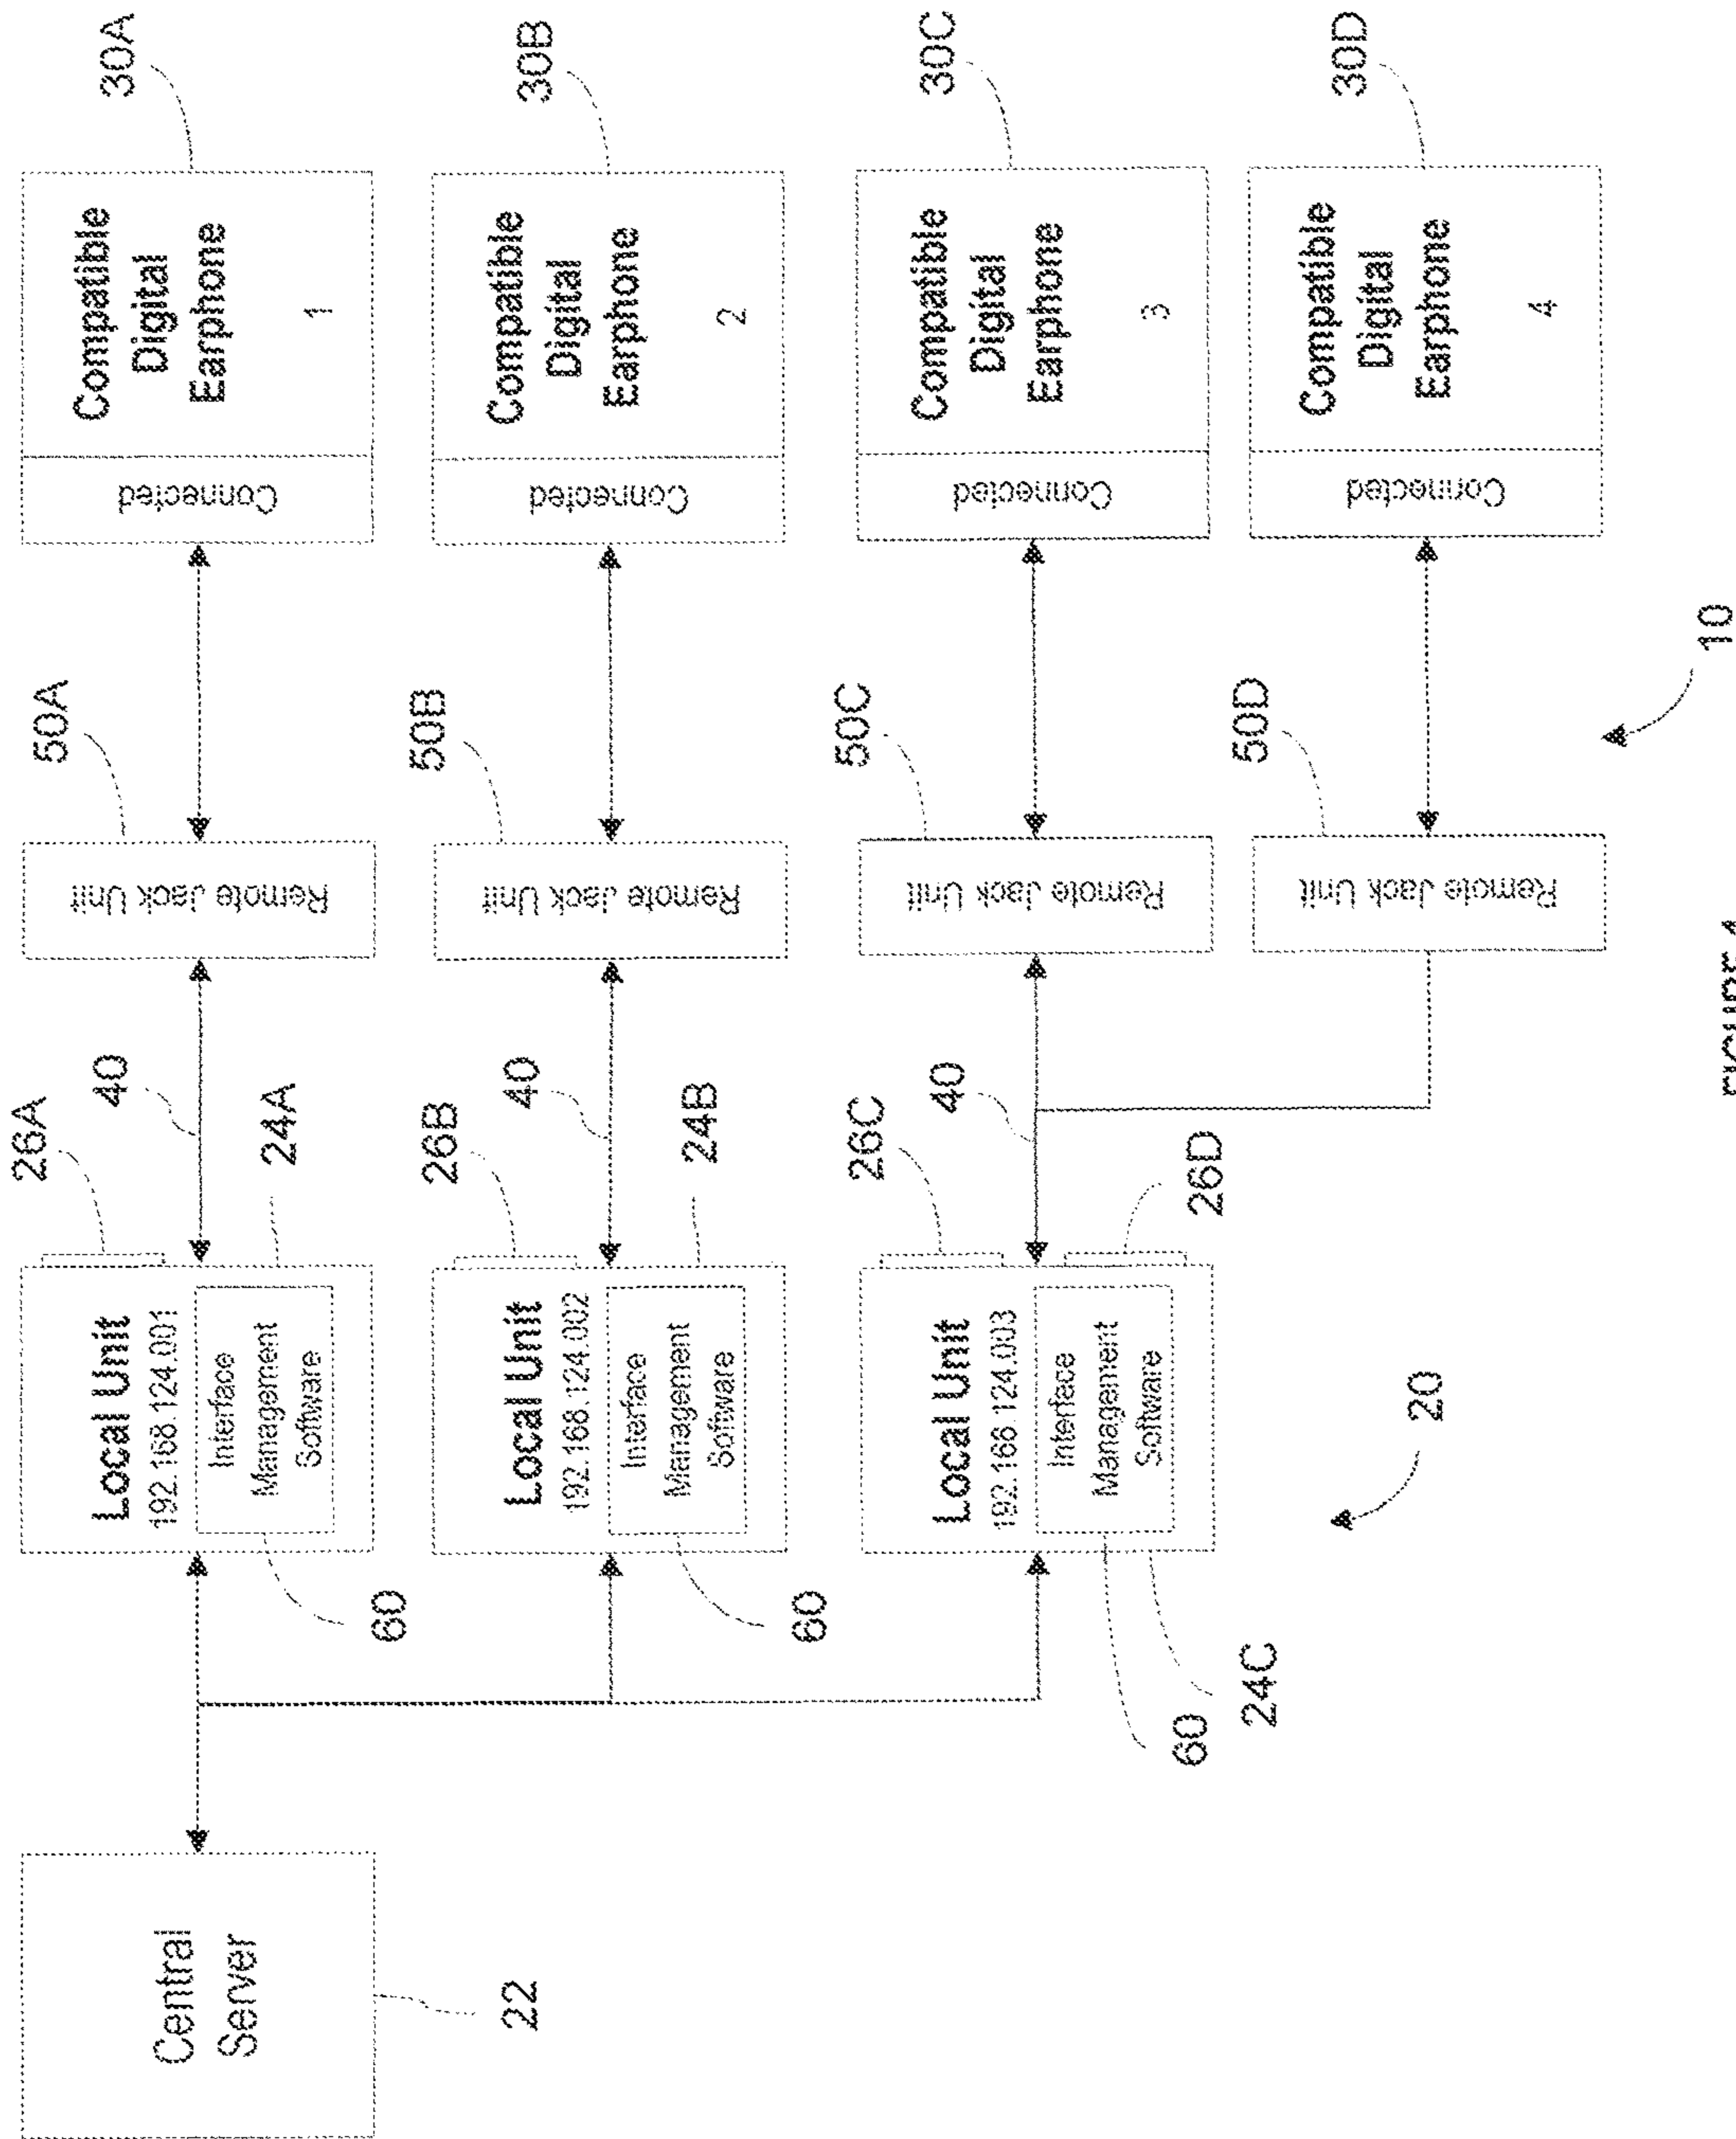 Central
Server
22
Local Unit
192.168.124.001
Interface
Management
Software
60
24A
26A
40
Remote Jack Unit
50A
Connected
Compatible
Digital
Earphone
1
30A
Local Unit
192.168.124.002
Interface
Management
Software
60
24B
26B
40
Remote Jack Unit
50B
Connected
Compatible
Digital
Earphone
2
30B
Local Unit
192.168.124.003
Interface
Management
Software
60
24C
26C
26D
40
Remote Jack Unit
50C
Connected
Compatible
Digital
Earphone
3
30C
Remote Jack Unit
50D
Connected
Compatible
Digital
Earphone
4
30D
20
10
FIGURE